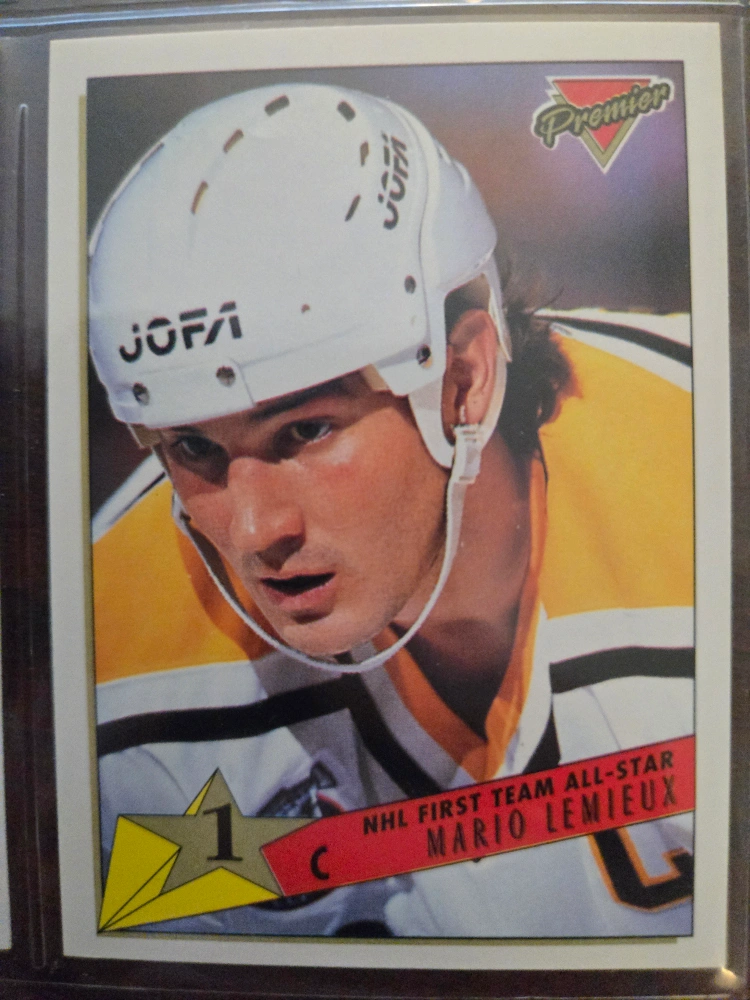 Premier
JOFA
JOFA
NHL FIRST TEAM ALL-STAR
MARIO LEMIEUX
1
C
C